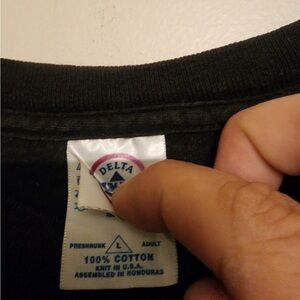 DELTA
PRESHRUNK L ADULT
100% COTTON
KNIT IN U.S.A.
ASSEMBLED IN HONDURAS